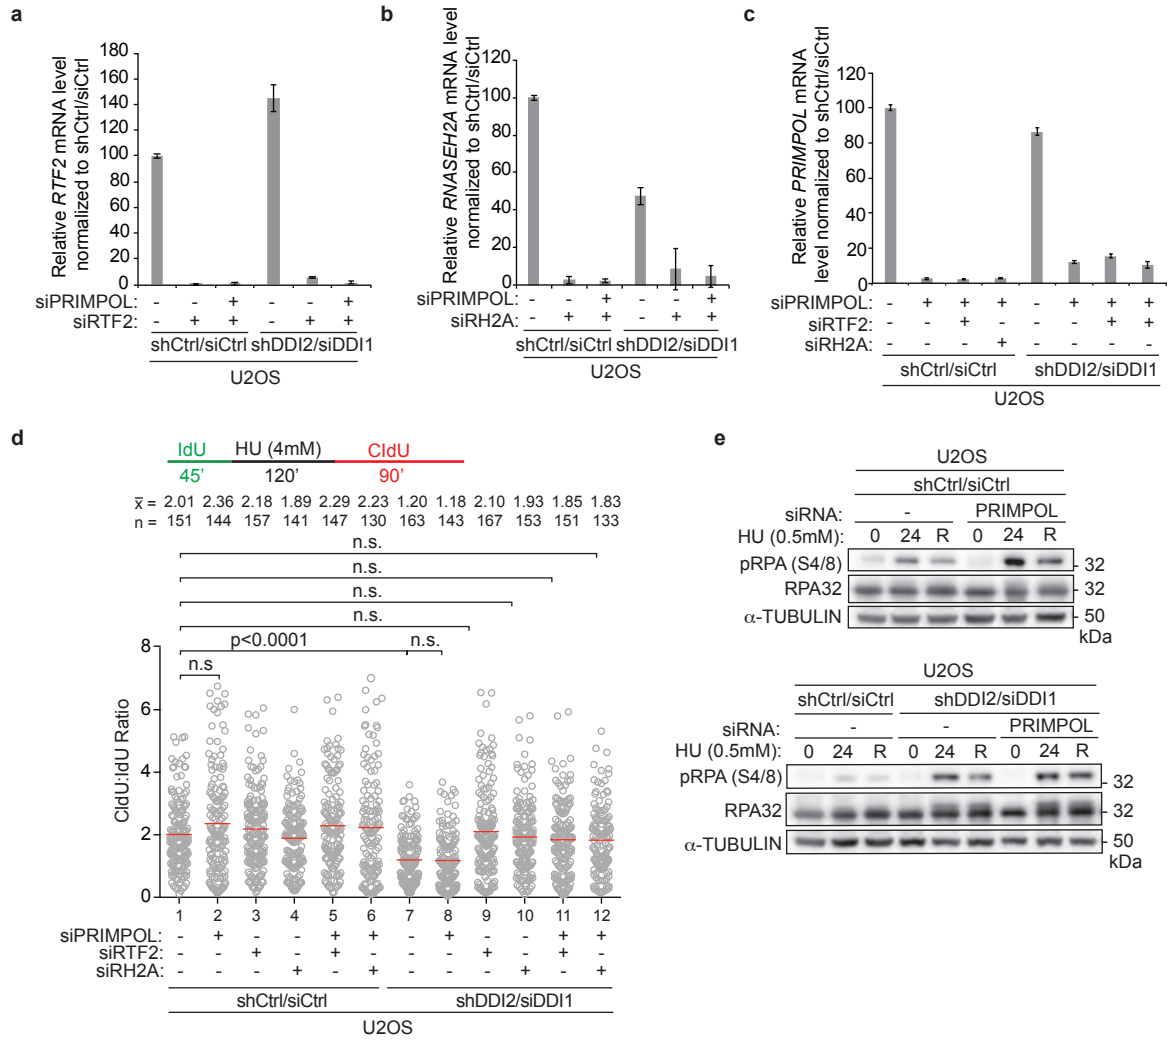 a
Relative RTF2 mRNA level
normalized to shCtrl/siCtrl
180
160
140
120
100
80
60
40
20
0
siPRIMPOL: - - + - - +
siRTF2: - + + - + +
shCtrl/siCtrl shDDI2/siDDI1
U2OS
b
Relative RNASEH2A mRNA level
normalized to shCtrl/siCtrl
120
100
80
60
40
20
0
siPRIMPOL: - - + - - +
siRH2A: - + + - + +
shCtrl/siCtrl shDDI2/siDDI1
U2OS
c
Relative PRIMPOL mRNA
level normalized to shCtrl/siCtrl
120
100
80
60
40
20
0
siPRIMPOL: - + + + - + + +
siRTF2: - - + - - - + +
siRH2A: - - - + - - - -
shCtrl/siCtrl shDDI2/siDDI1
U2OS
d
IdU HU (4mM) CldU
45' 120' 90'
x̅ = 2.01 2.36 2.18 1.89 2.29 2.23 1.20 1.18 2.10 1.93 1.85 1.83
n = 151 144 157 141 147 130 163 143 167 153 151 133
n.s.
n.s.
n.s.
n.s.
p<0.0001 n.s.
n.s
CldU:IdU Ratio
8
6
4
2
0
1 2 3 4 5 6 7 8 9 10 11 12
siPRIMPOL: - + - - + + - + - - + +
siRTF2: - - + - + - - - + - + -
siRH2A: - - - + - + - - - + - +
shCtrl/siCtrl shDDI2/siDDI1
U2OS
e
U2OS
shCtrl/siCtrl
siRNA: - PRIMPOL
HU (0.5mM): 0 24 R 0 24 R
pRPA (S4/8) 32
RPA32 32
α-TUBULIN 50
kDa
U2OS
shCtrl/siCtrl shDDI2/siDDI1
siRNA: - - PRIMPOL
HU (0.5mM): 0 24 R 0 24 R 0 24 R
pRPA (S4/8) 32
RPA32 32
α-TUBULIN 50
kDa